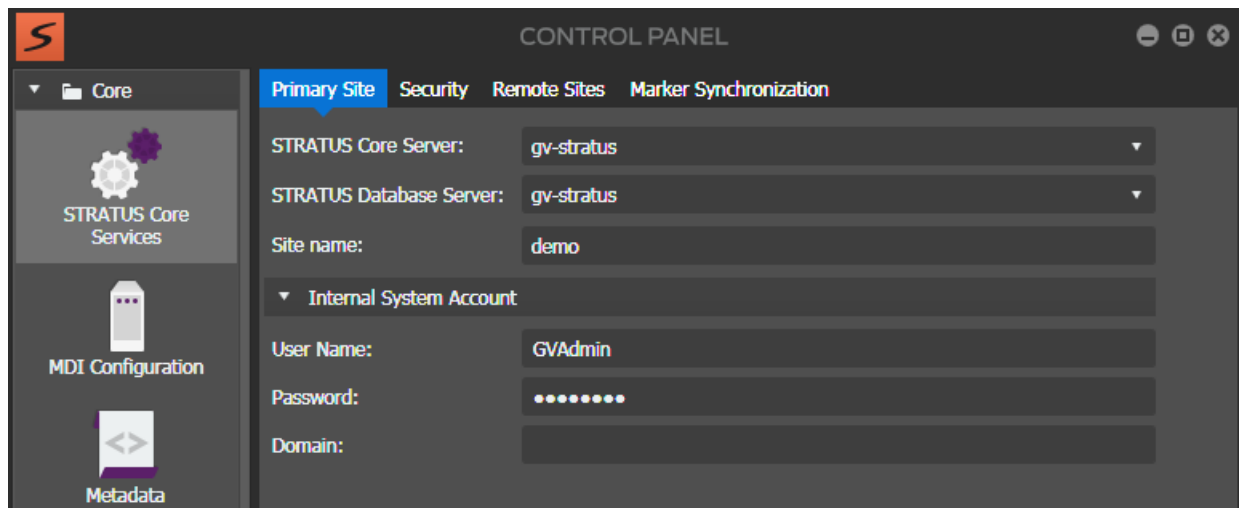 CONTROL PANEL
Core
Primary Site Security Remote Sites Marker Synchronization
STRATUS Core Server: gv-stratus
STRATUS Database Server: gv-stratus
Site name: demo
Internal System Account
User Name: GVAdmin
Password: ●●●●●●●●
Domain:
STRATUS Core
Services
MDI Configuration
<>
Metadata